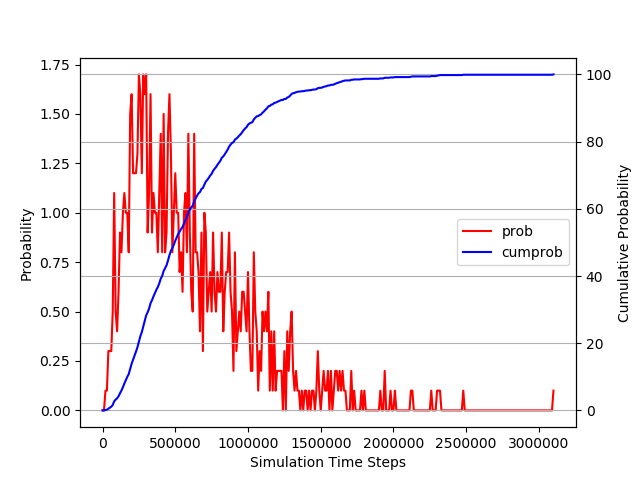 1.75
1.50
1.25
1.00
0.75
0.50
0.25
0.00
Probability
0 500000 1000000 1500000 2000000 2500000 3000000
Simulation Time Steps
100
80
60
40
20
0
Cumulative Probability
prob
cumprob